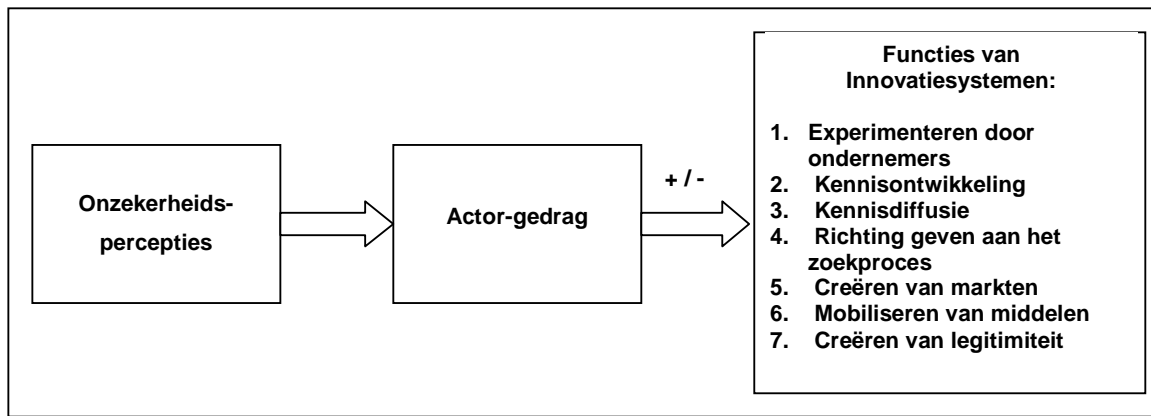 Onzekerheids-
percepties
Actor-gedrag
+ / -
Functies van
Innovatiesystemen:
1. Experimenteren door
ondernemers
2. Kennisontwikkeling
3. Kennisdiffusie
4. Richting geven aan het
zoekproces
5. Creëren van markten
6. Mobiliseren van middelen
7. Creëren van legitimiteit